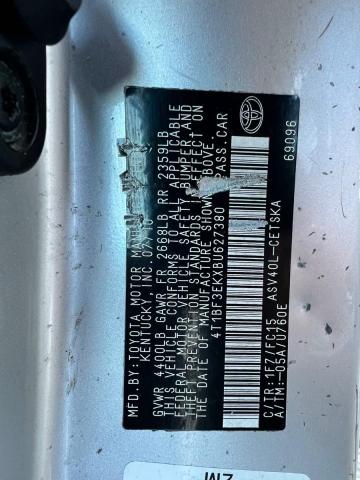 MFD.BY: TOYOTA MOTOR MANU
KENTUCKY, INC. 07/10
GVWR 4400LB GAWR FR 2668LB RR 2359LB
THIS VEHICLE CONFORMS TO ALL APPLICABLE
FEDERAL MOTOR VEHICLE SAFETY, BUMPER, AND
THEFT PREVENTION STANDARDS IN EFFECT ON
THE DATE OF MANUFACTURE SHOWN ABOVE.
4T1BF3EKXBU627380 PASS.CAR
C/TR: 1F7/FC15 ASV40L-CETSKA
A/TM: -05A/U760E 69096